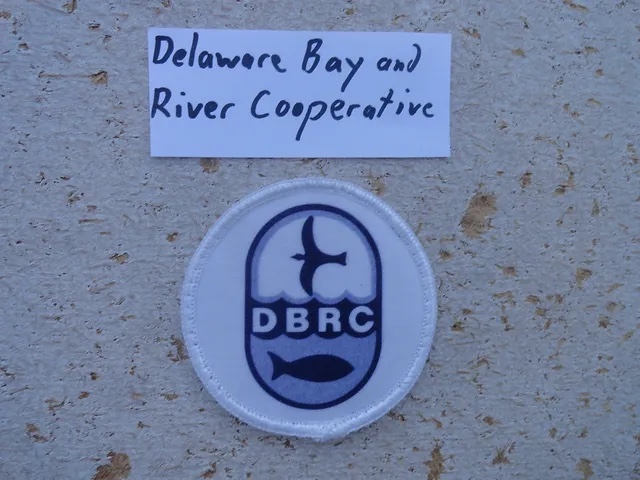 Delaware Bay and
River Cooperative
DBRC